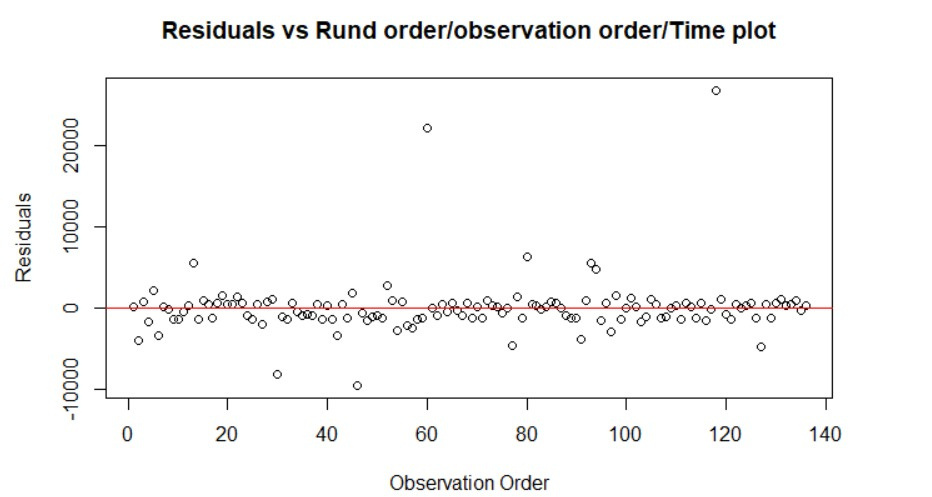 Residuals vs Rund order/observation order/Time plot
Residuals
20000
10000
0
-10000
0 20 40 60 80 100 120 140
Observation Order